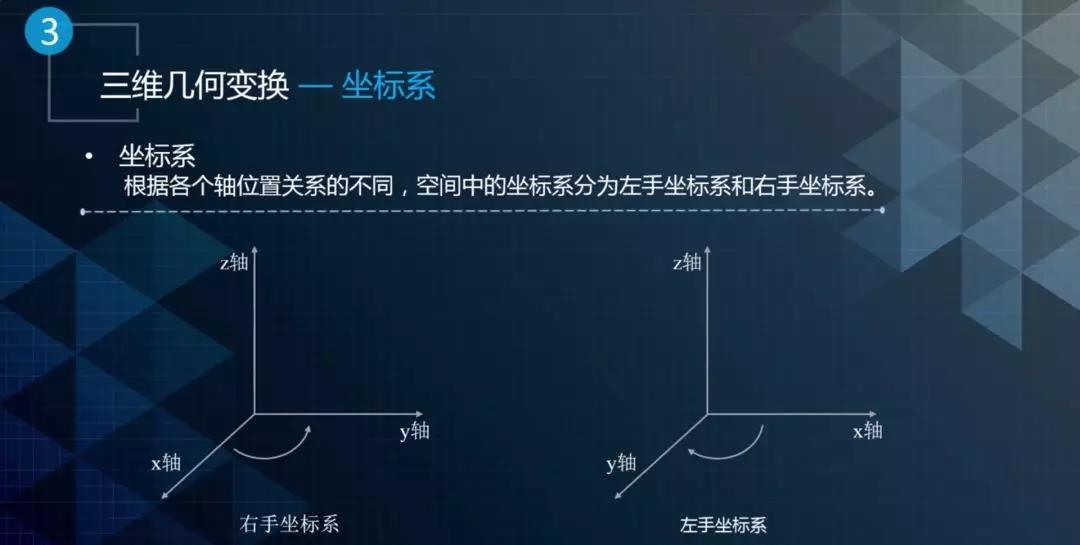 3
三维几何变换 — 坐标系
• 坐标系
根据各个轴位置关系的不同，空间中的坐标系分为左手坐标系和右手坐标系。
z轴
y轴
x轴
右手坐标系
z轴
x轴
y轴
左手坐标系